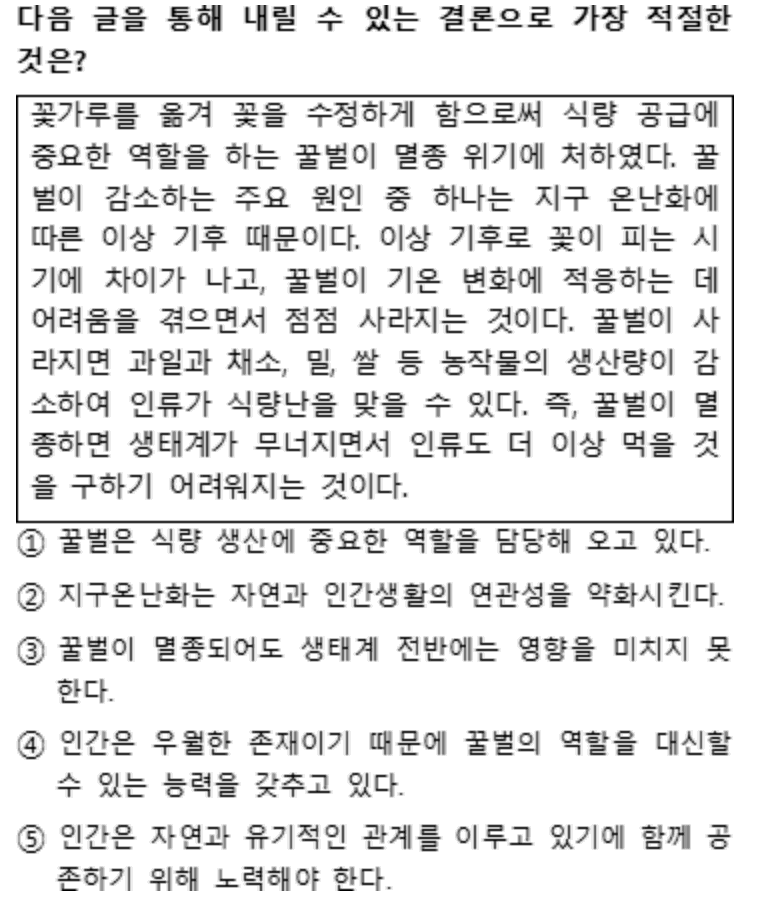 다음 글을 통해 내릴 수 있는 결론으로 가장 적절한
것은?
꽃가루를 옮겨 꽃을 수정하게 함으로써 식량 공급에
중요한 역할을 하는 꿀벌이 멸종 위기에 처하였다. 꿀
벌이 감소하는 주요 원인 중 하나는 지구 온난화에
따른 이상 기후 때문이다. 이상 기후로 꽃이 피는 시
기에 차이가 나고, 꿀벌이 기온 변화에 적응하는 데
어려움을 겪으면서 점점 사라지는 것이다. 꿀벌이 사
라지면 과일과 채소, 밀, 쌀 등 농작물의 생산량이 감
소하여 인류가 식량난을 맞을 수 있다. 즉, 꿀벌이 멸
종하면 생태계가 무너지면서 인류도 더 이상 먹을 것
을 구하기 어려워지는 것이다.
① 꿀벌은 식량 생산에 중요한 역할을 담당해 오고 있다.
② 지구온난화는 자연과 인간생활의 연관성을 약화시킨다.
③ 꿀벌이 멸종되어도 생태계 전반에는 영향을 미치지 못
한다.
④ 인간은 우월한 존재이기 때문에 꿀벌의 역할을 대신할
수 있는 능력을 갖추고 있다.
⑤ 인간은 자연과 유기적인 관계를 이루고 있기에 함께 공
존하기 위해 노력해야 한다.